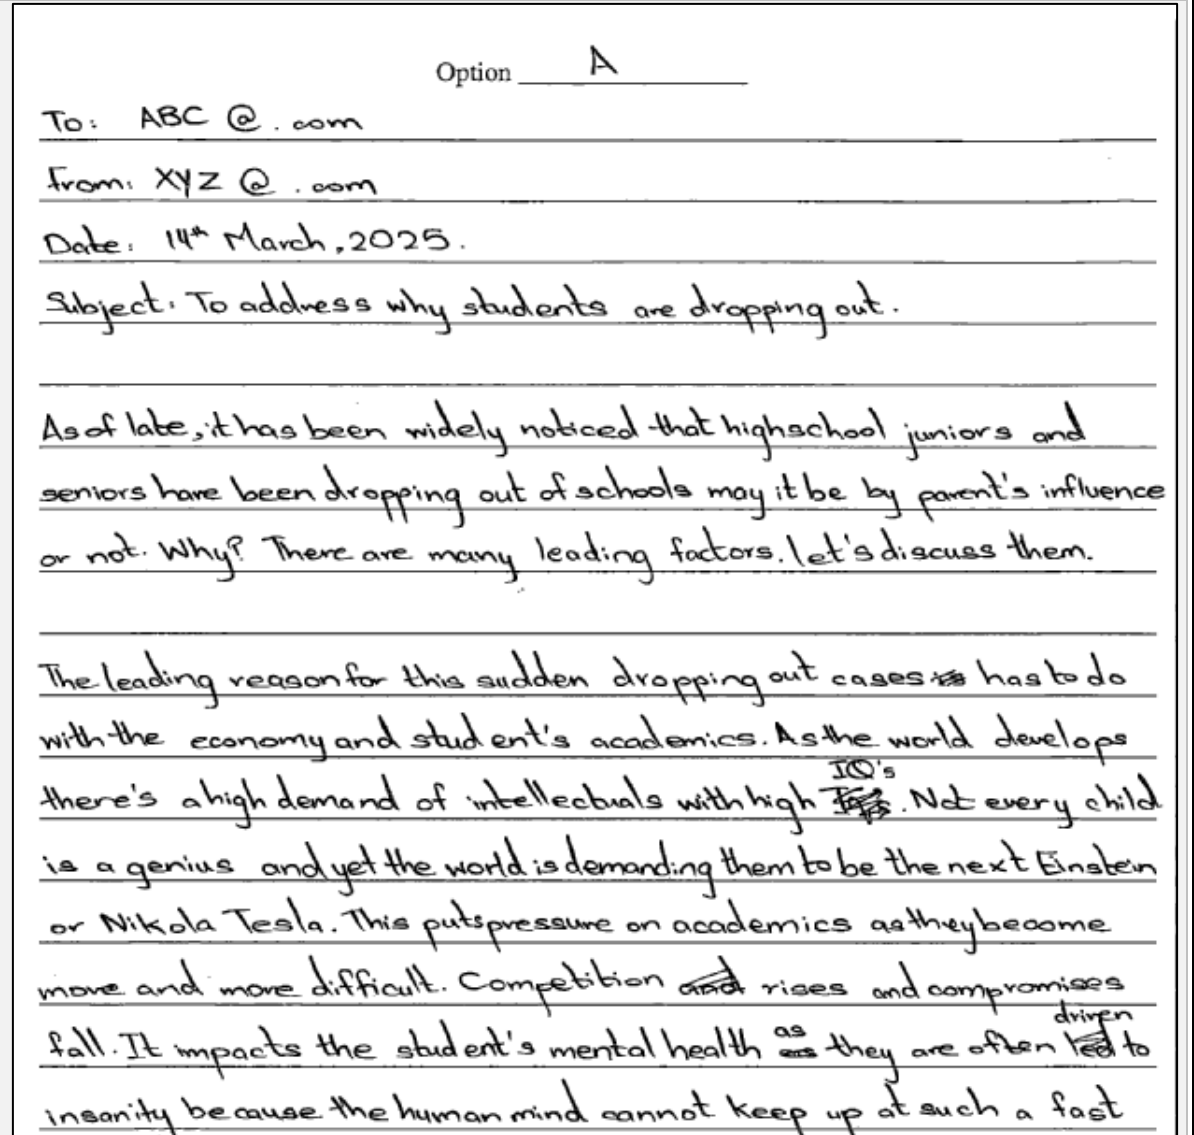 Option A
To: ABC @ . com
From: XYZ @ . com
Date: 14th March, 2025.
Subject: To address why students are dropping out.
As of late, it has been widely noticed that highschool juniors and
seniors have been dropping out of schools may it be by parent's influence
or not. Why? There are many leading factors. Let's discuss them.
The leading reason for this sudden dropping out cases has to do
with the economy and student's academics. As the world develops
there's a high demand of intellectuals with high IQ's. Not every child
is a genius and yet the world is demanding them to be the next Einstein
or Nikola Tesla. This puts pressure on academics as they become
more and more difficult. Competition rises and compromises
fall. It impacts the student's mental health as they are often driven to
insanity because the human mind cannot keep up at such a fast